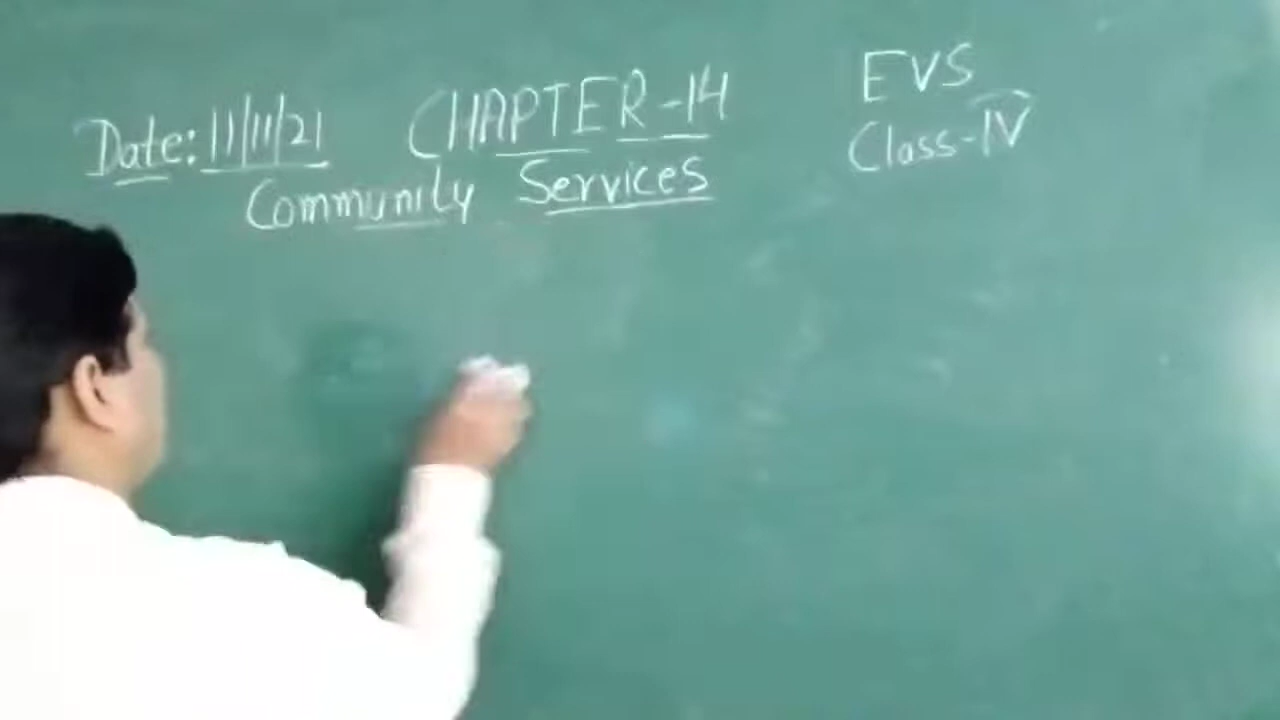 Date: 11/11/21 CHAPTER-14 EVS
Community Services Class-IV